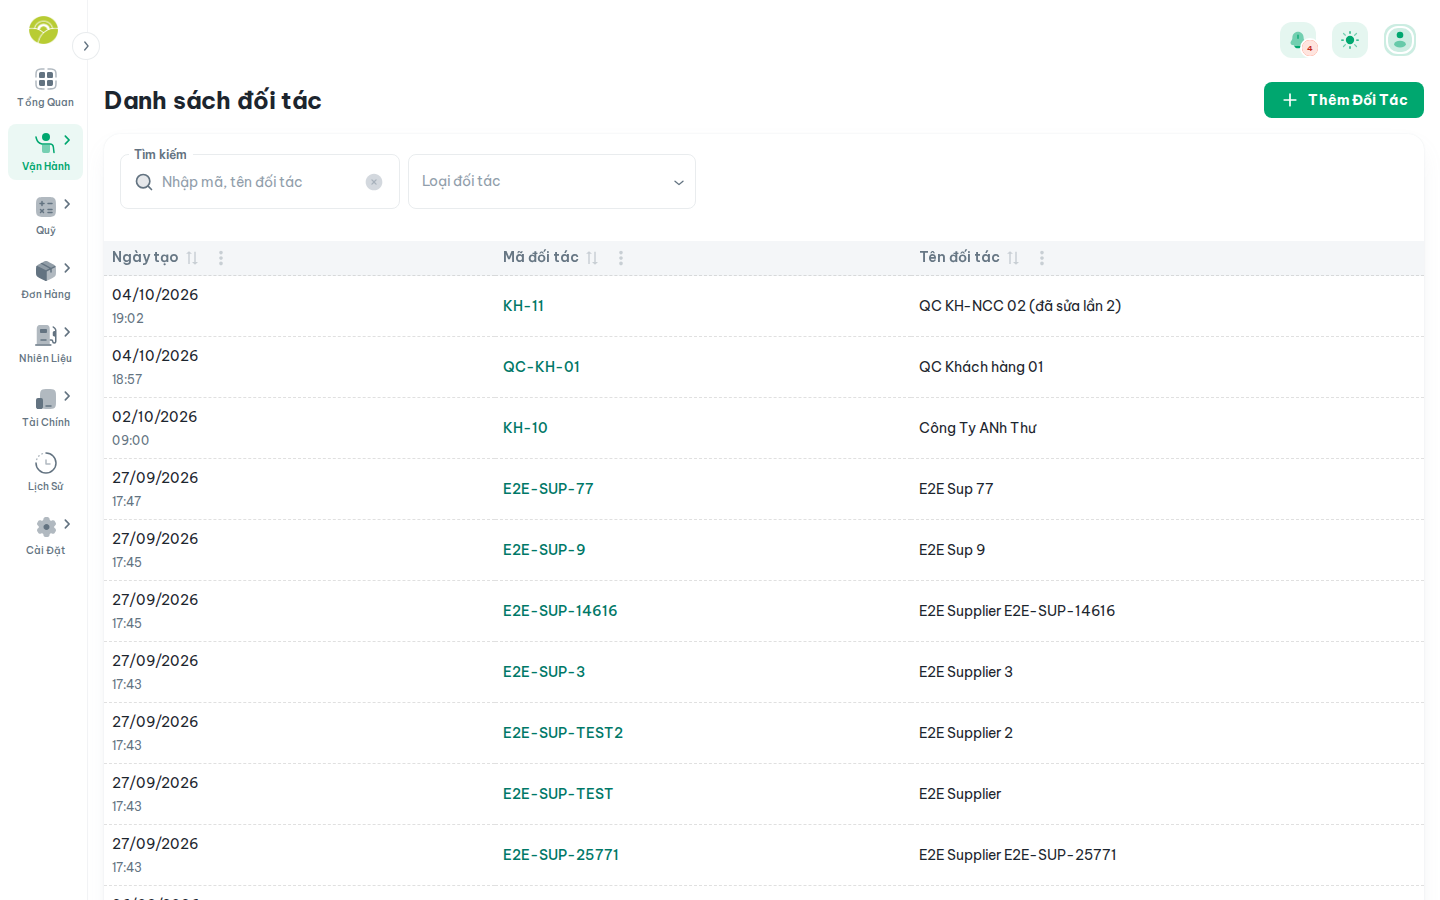 4
Tổng Quan
Vận Hành
Quỹ
Đơn Hàng
Nhiên Liệu
Tài Chính
Lịch Sử
Cài Đặt
Danh sách đối tác
Thêm Đối Tác
Tìm kiếm
Nhập mã, tên đối tác
Loại đối tác
Ngày tạo Mã đối tác Tên đối tác
04/10/2026
19:02
KH-11
QC KH-NCC 02 (đã sửa lần 2)
04/10/2026
18:57
QC-KH-01
QC Khách hàng 01
02/10/2026
09:00
KH-10
Công Ty ANh Thư
27/09/2026
17:47
E2E-SUP-77
E2E Sup 77
27/09/2026
17:45
E2E-SUP-9
E2E Sup 9
27/09/2026
17:45
E2E-SUP-14616
E2E Supplier E2E-SUP-14616
27/09/2026
17:43
E2E-SUP-3
E2E Supplier 3
27/09/2026
17:43
E2E-SUP-TEST2
E2E Supplier 2
27/09/2026
17:43
E2E-SUP-TEST
E2E Supplier
27/09/2026
17:43
E2E-SUP-25771
E2E Supplier E2E-SUP-25771